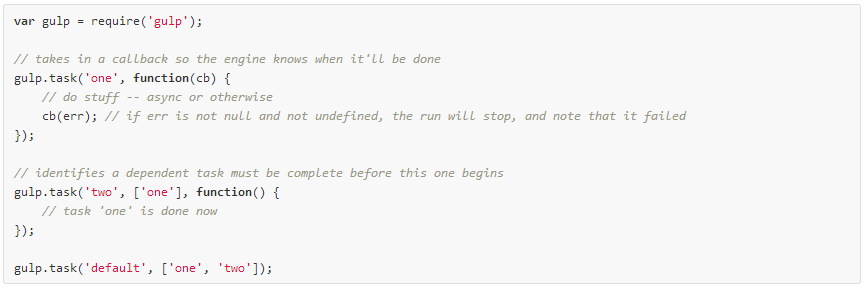 var gulp = require('gulp');
// takes in a callback so the engine knows when it'll be done
gulp.task('one', function(cb) {
    // do stuff -- async or otherwise
    cb(err); // if err is not null and not undefined, the run will stop, and note that it failed
});
// identifies a dependent task must be complete before this one begins
gulp.task('two', ['one'], function() {
    // task 'one' is done now
});
gulp.task('default', ['one', 'two']);